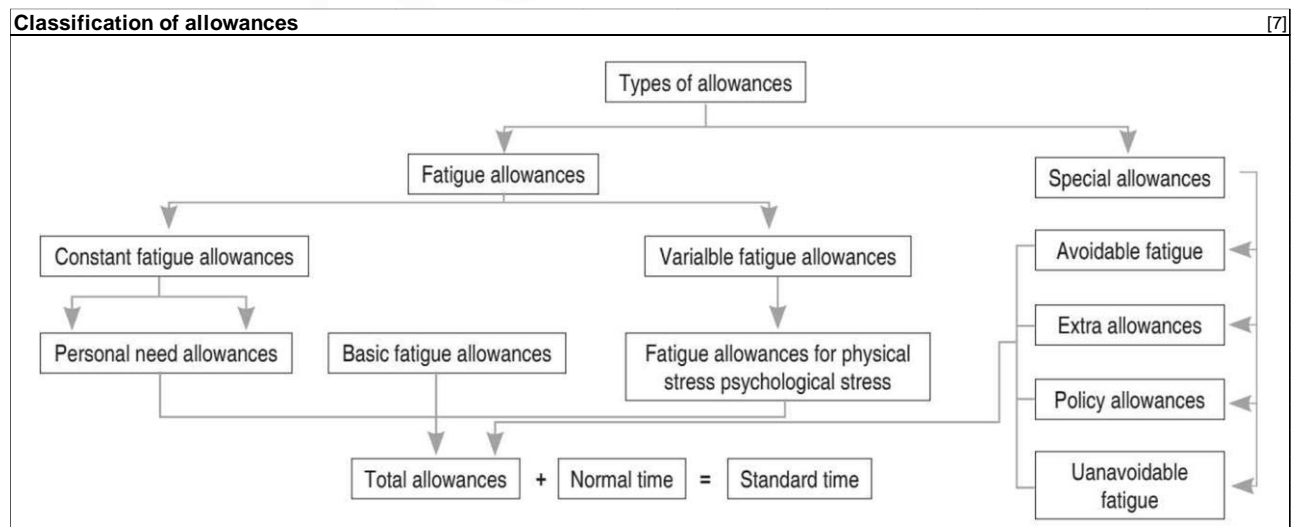 Classification of allowances [7]
Types of allowances
Fatigue allowances
Special allowances
Constant fatigue allowances
Varialble fatigue allowances
Avoidable fatigue
Extra allowances
Personal need allowances
Basic fatigue allowances
Fatigue allowances for physical
stress psychological stress
Policy allowances
Total allowances + Normal time = Standard time
Uanavoidable
fatigue